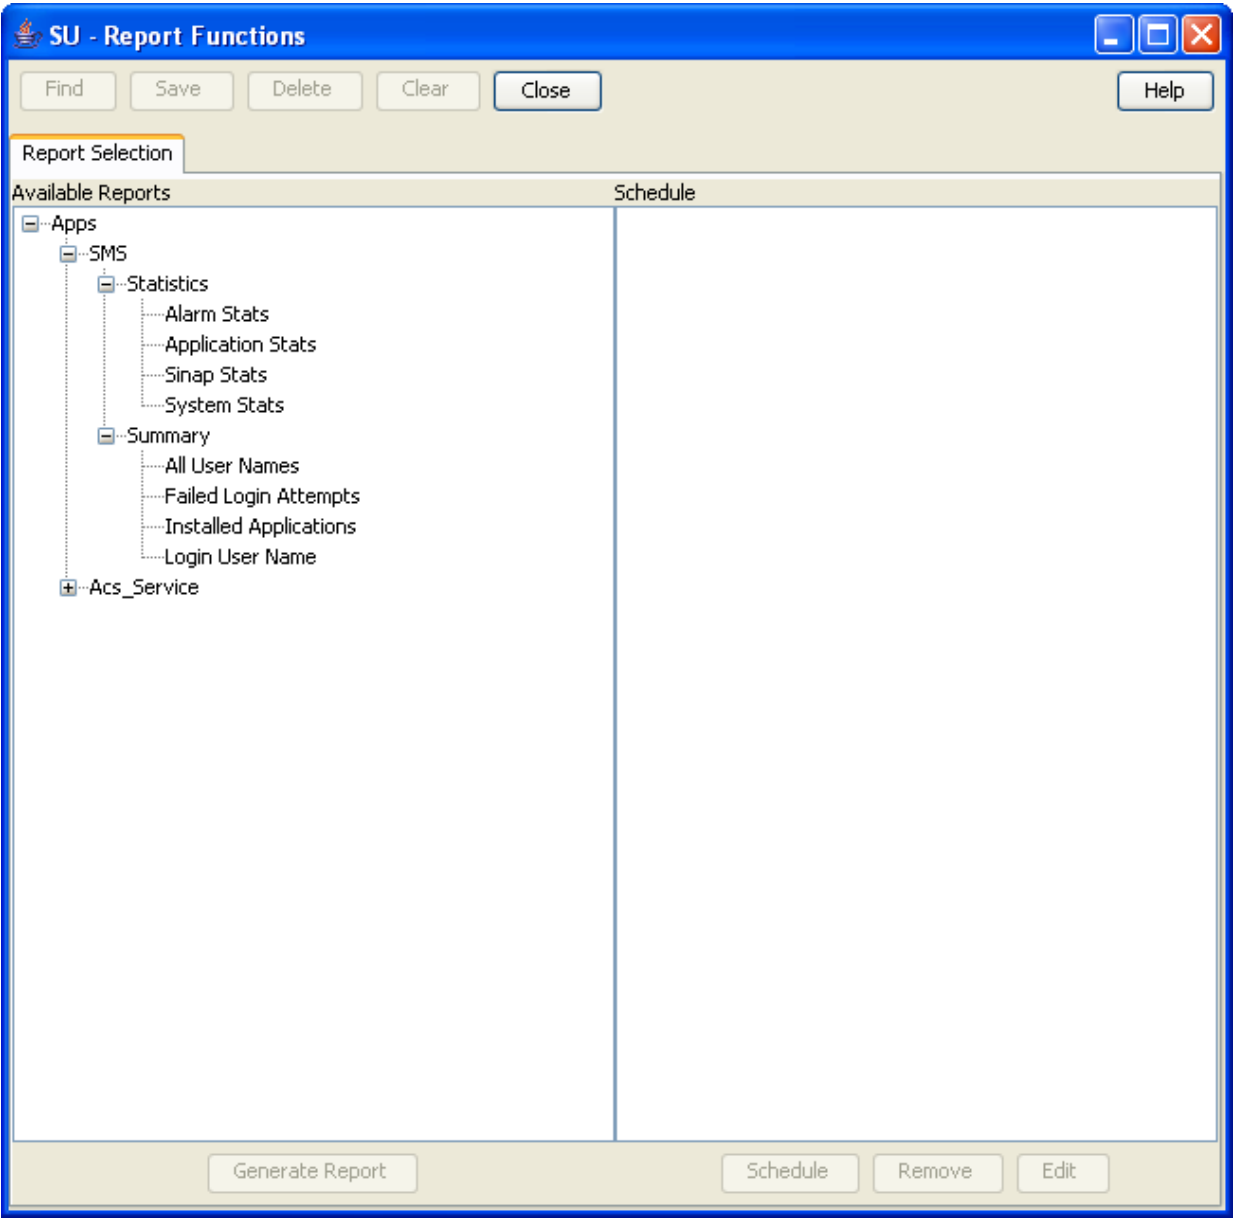 SU - Report Functions
Find Save Delete Clear Close Help
Report Selection
Available Reports Schedule
Apps
SMS
Statistics
Alarm Stats
Application Stats
Sinap Stats
System Stats
Summary
All User Names
Failed Login Attempts
Installed Applications
Login User Name
Acs_Service
Generate Report Schedule Remove Edit